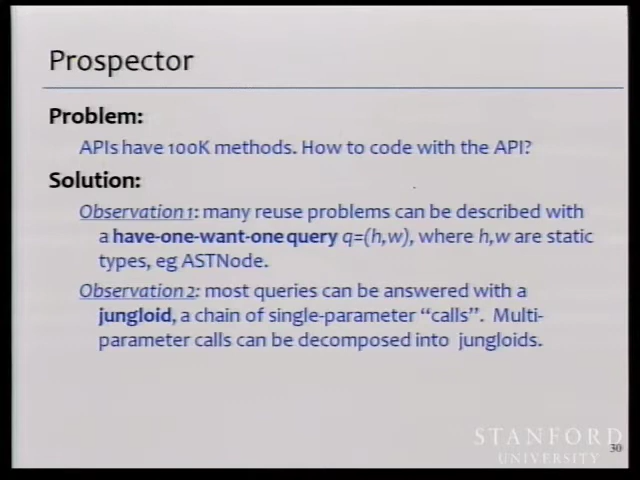 Prospector
Problem:
APIs have 100K methods. How to code with the API?
Solution:
Observation 1: many reuse problems can be described with
a have-one-want-one query q=(h,w), where h,w are static
types, eg ASTNode.
Observation 2: most queries can be answered with a
jungloid, a chain of single-parameter “calls”. Multi-
parameter calls can be decomposed into jungloids.
STANFORD
UNIVERSITY
30